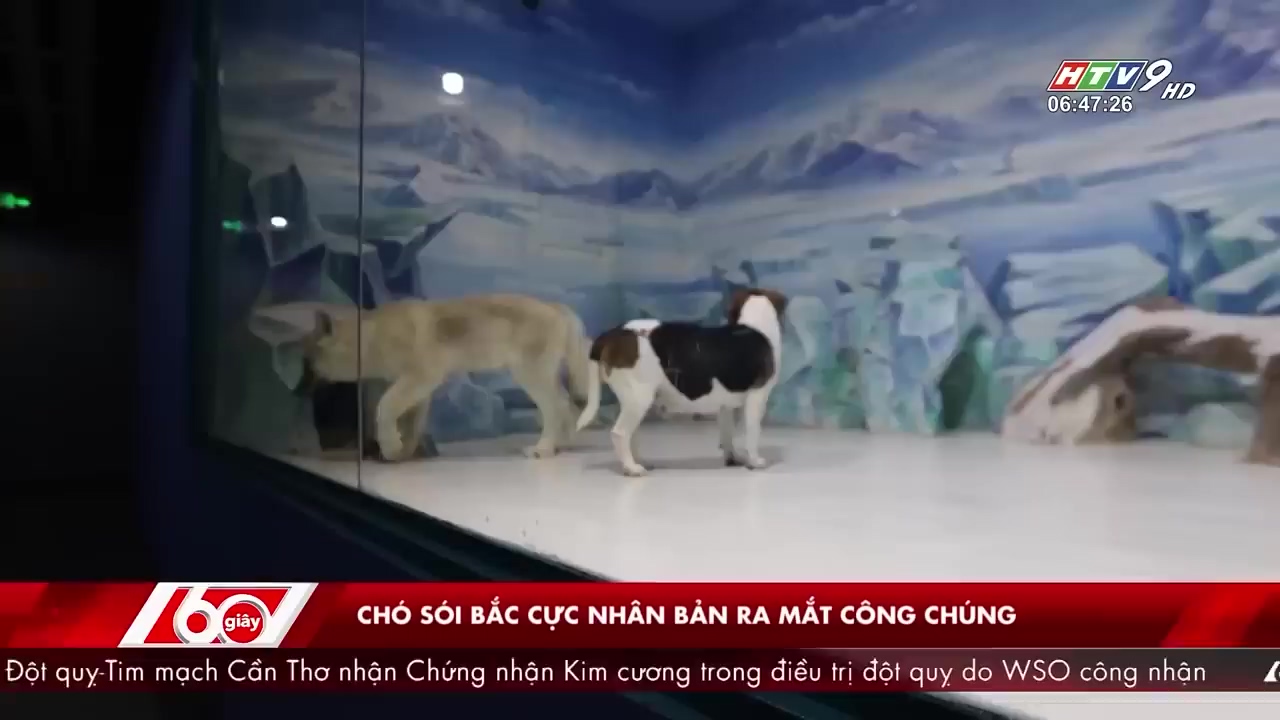 HTV9 HD
06:47:26
60 giây
CHÓ SÓI BẮC CỰC NHÂN BẢN RA MẮT CÔNG CHÚNG
Đột quỵ-Tim mạch Cần Thơ nhận Chứng nhận Kim cương trong điều trị đột quỵ do WSO công nhận